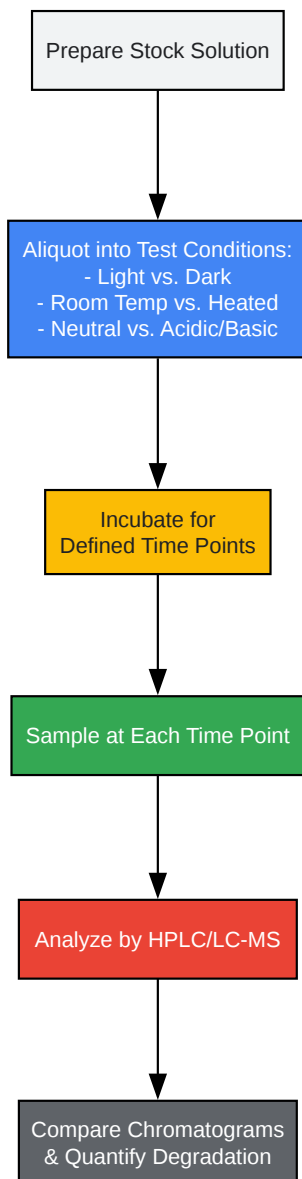 Prepare Stock Solution
Aliquot into Test Conditions:
- Light vs. Dark
- Room Temp vs. Heated
- Neutral vs. Acidic/Basic
Incubate for
Defined Time Points
Sample at Each Time Point
Analyze by HPLC/LC-MS
Compare Chromatograms
& Quantify Degradation